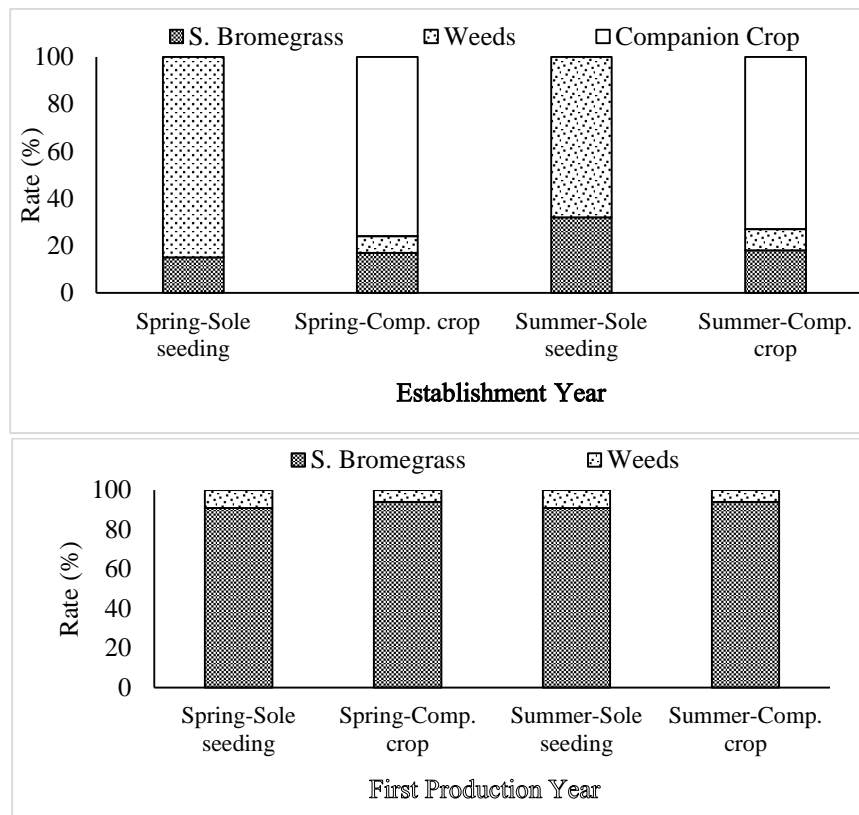 S. Bromegrass Weeds Companion Crop
100
80
60
40
20
0
Rate (%)
Spring-Sole seeding
Spring-Comp. crop
Summer-Sole seeding
Summer-Comp. crop
Establishment Year
S. Bromegrass Weeds
100
80
60
40
20
0
Rate (%)
Spring-Sole seeding
Spring-Comp. crop
Summer-Sole seeding
Summer-Comp. crop
First Production Year